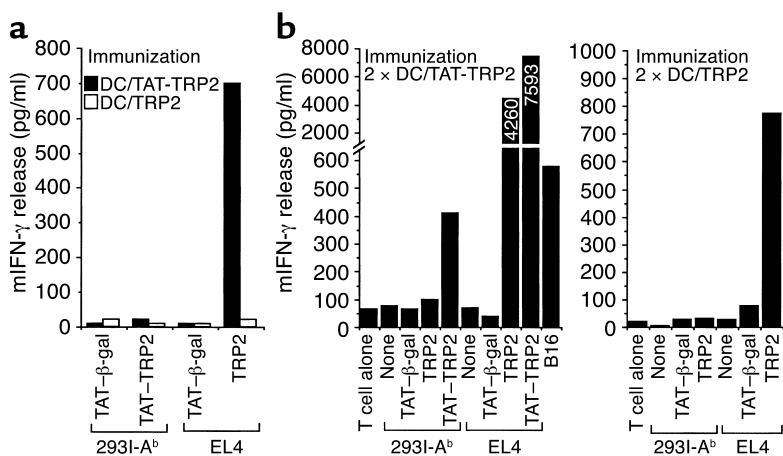 a
800
700
600
500
400
300
200
100
0
mIFN-γ release (pg/ml)
Immunization
DC/TAT-TRP2
DC/TRP2
TAT–β-gal
TAT–TRP2
TAT–β-gal
TRP2
293I-Aᵇ
EL4
b
8000
6000
4000
2000
600
500
400
300
200
100
0
mIFN-γ release (pg/ml)
Immunization
2 × DC/TAT-TRP2
4260
7593
T cell alone
None
TAT–β-gal
TRP2
TAT–TRP2
None
TAT–β-gal
TRP2
TAT–TRP2
B16
293I-Aᵇ
EL4
1000
900
800
700
600
500
400
300
200
100
0
Immunization
2 × DC/TRP2
T cell alone
None
TAT–β-gal
TRP2
None
TAT–β-gal
TRP2
293I-Aᵇ
EL4